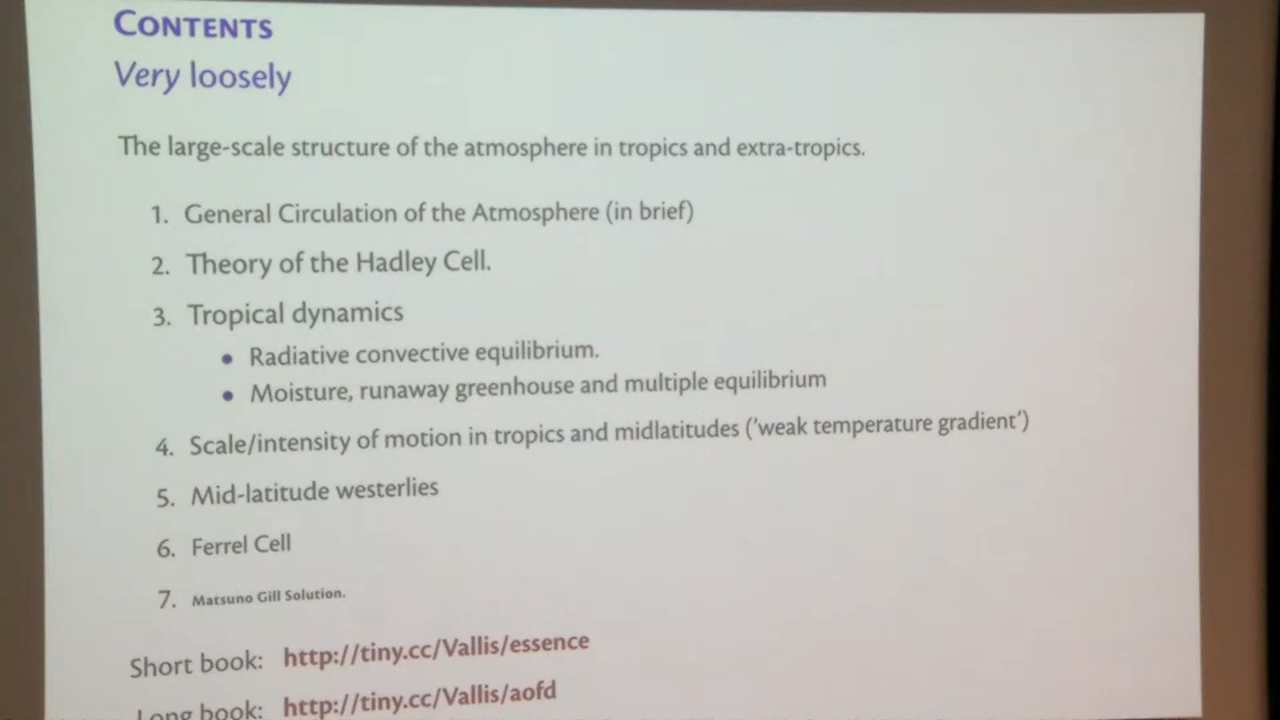 CONTENTS
Very loosely
The large-scale structure of the atmosphere in tropics and extra-tropics.
1. General Circulation of the Atmosphere (in brief)
2. Theory of the Hadley Cell.
3. Tropical dynamics
• Radiative convective equilibrium.
• Moisture, runaway greenhouse and multiple equilibrium
4. Scale/intensity of motion in tropics and midlatitudes ('weak temperature gradient')
5. Mid-latitude westerlies
6. Ferrel Cell
7. Matsuno Gill Solution.
Short book: http://tiny.cc/Vallis/essence
Long book: http://tiny.cc/Vallis/aofd